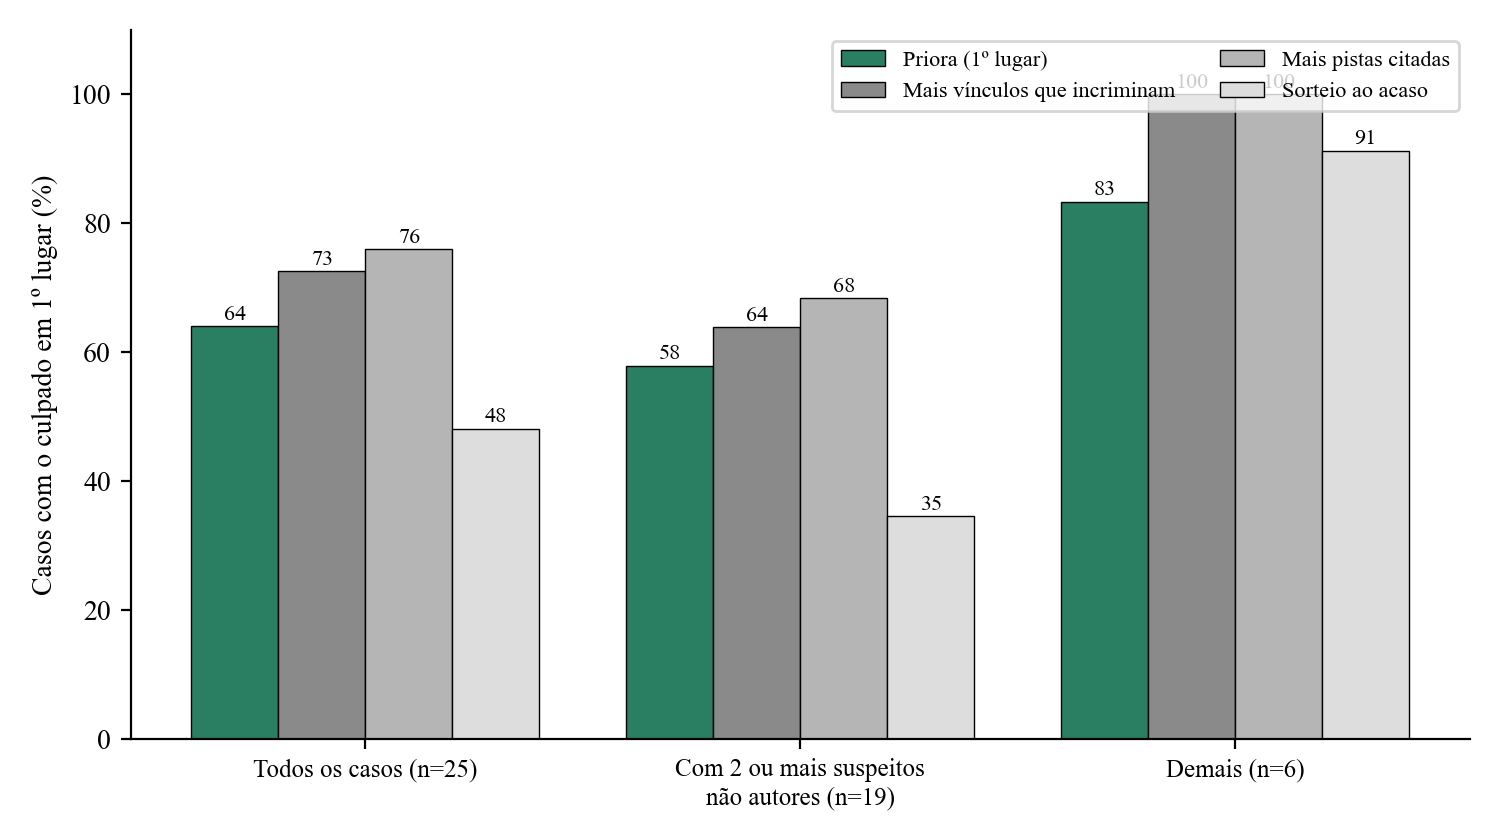 Priora (1º lugar)
Mais vínculos que incriminam
Mais pistas citadas
Sorteio ao acaso
Casos com o culpado em 1º lugar (%)
100
80
60
40
20
0
64
73
76
48
58
64
68
35
83
100
100
91
Todos os casos (n=25)
Com 2 ou mais suspeitos
não autores (n=19)
Demais (n=6)